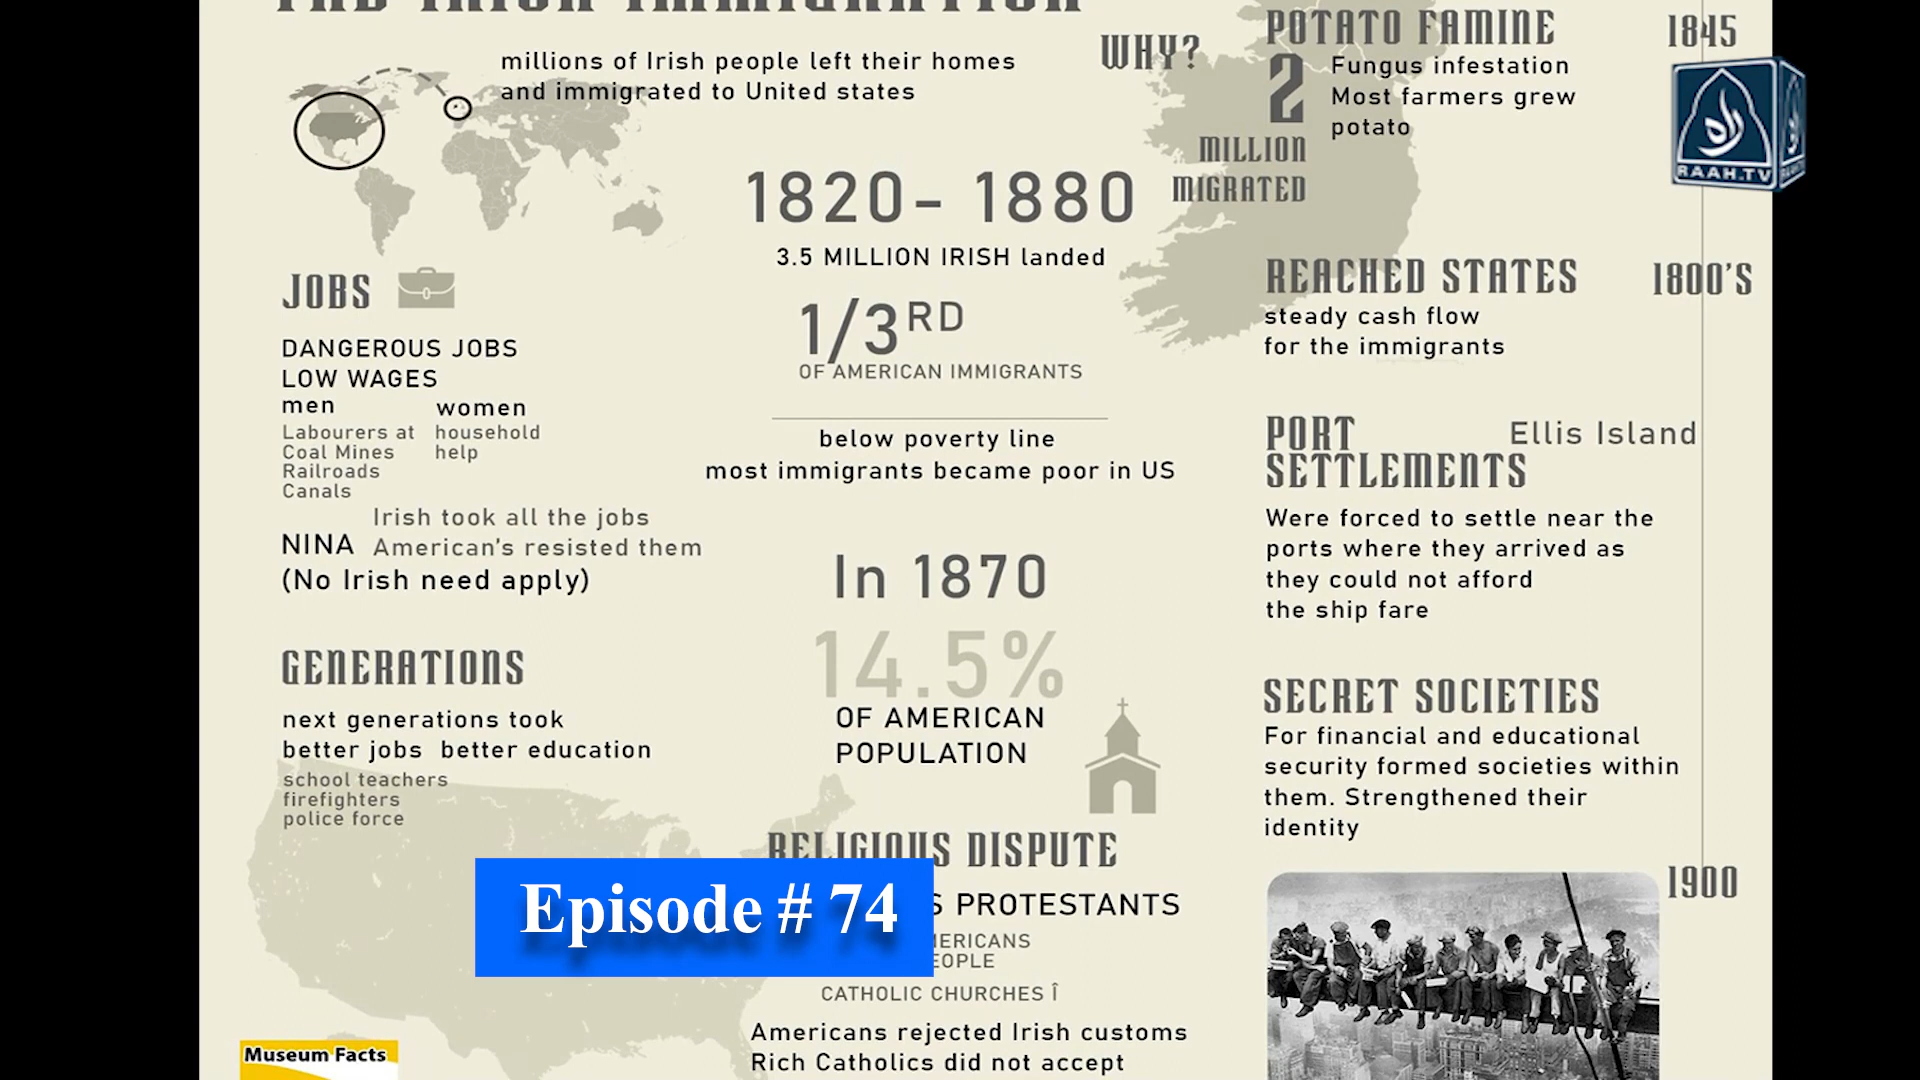 THE IRISH IMMIGRATION
millions of Irish people left their homes
and immigrated to United states
WHY?
POTATO FAMINE
1845
2
MILLION
MIGRATED
Fungus infestation
Most farmers grew
potato
RAAH.TV
1820- 1880
3.5 MILLION IRISH landed
1/3RD
OF AMERICAN IMMIGRANTS
below poverty line
most immigrants became poor in US
JOBS
DANGEROUS JOBS
LOW WAGES
men
Labourers at
Coal Mines
Railroads
Canals
women
household
help
Irish took all the jobs
NINA American's resisted them
(No Irish need apply)
REACHED STATES
1800'S
steady cash flow
for the immigrants
PORT
SETTLEMENTS
Ellis Island
Were forced to settle near the
ports where they arrived as
they could not afford
the ship fare
In 1870
14.5%
OF AMERICAN
POPULATION
GENERATIONS
next generations took
better jobs better education
school teachers
firefighters
police force
SECRET SOCIETIES
For financial and educational
security formed societies within
them. Strengthened their
identity
1900
RELIGIOUS DISPUTE
PROTESTANTS
CATHOLIC CHURCHES Î
Americans rejected Irish customs
Rich Catholics did not accept
Episode # 74
Museum Facts